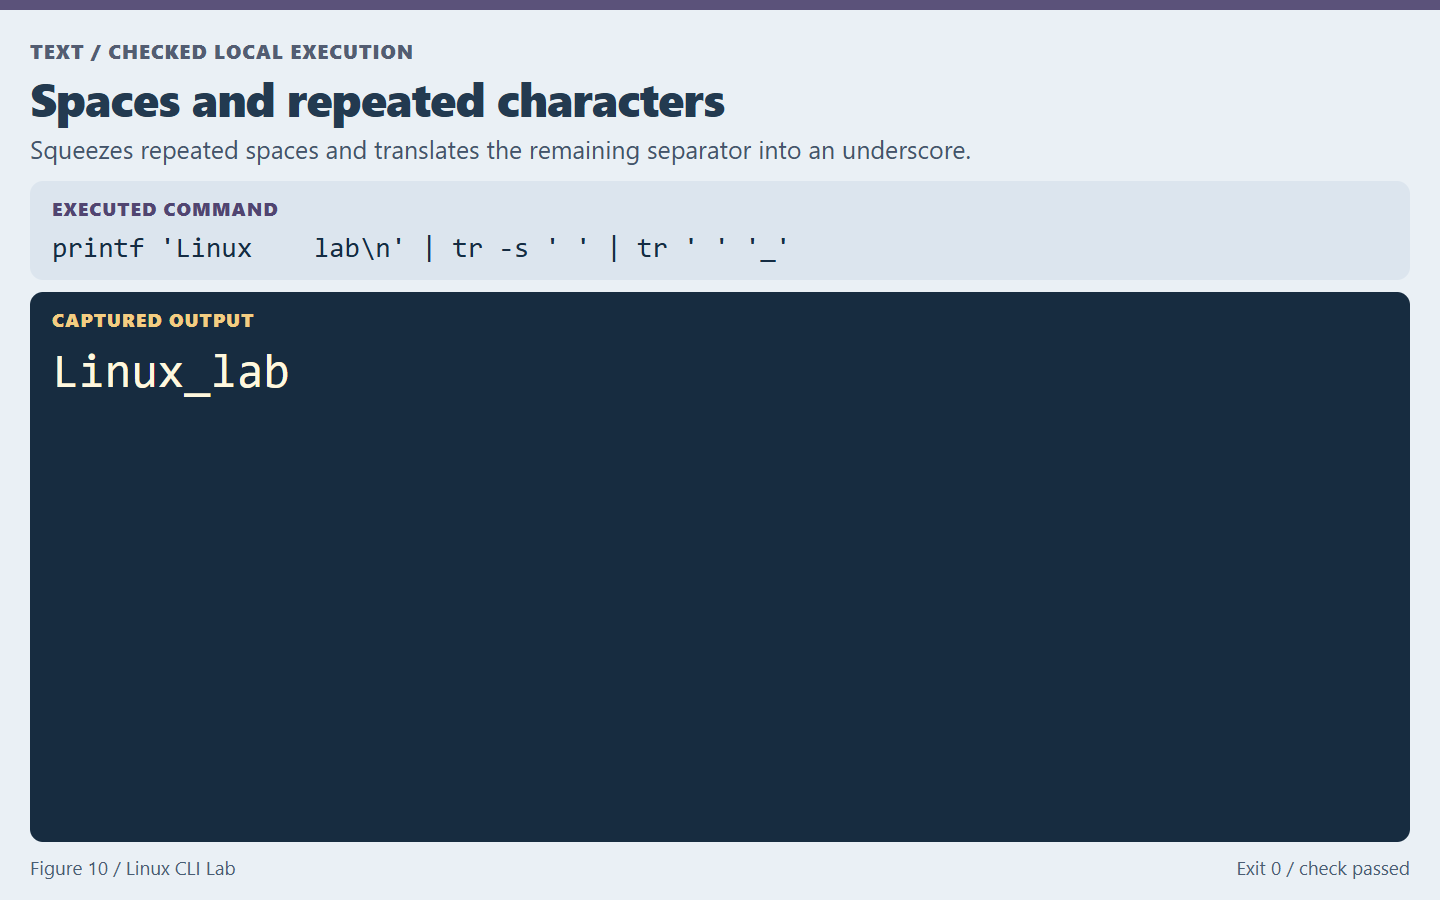 TEXT / CHECKED LOCAL EXECUTION
Spaces and repeated characters
Squeezes repeated spaces and translates the remaining separator into an underscore.
EXECUTED COMMAND
printf 'Linux    lab\n' | tr -s ' ' | tr ' ' '_'
CAPTURED OUTPUT
Linux_lab
Figure 10 / Linux CLI Lab
Exit 0 / check passed